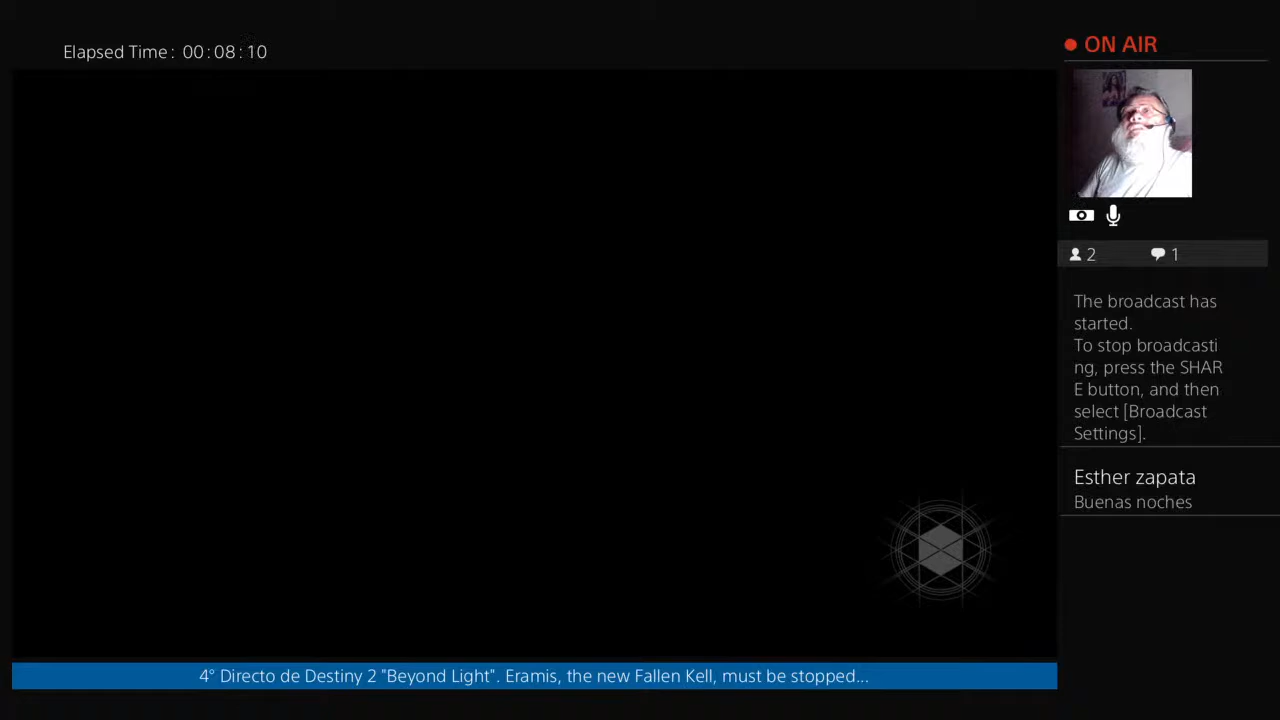 Elapsed Time: 00:08:10
ON AIR
2
1
The broadcast has
started.
To stop broadcasti
ng, press the SHAR
E button, and then
select [Broadcast
Settings].
Esther zapata
Buenas noches
4° Directo de Destiny 2 "Beyond Light". Eramis, the new Fallen Kell, must be stopped...